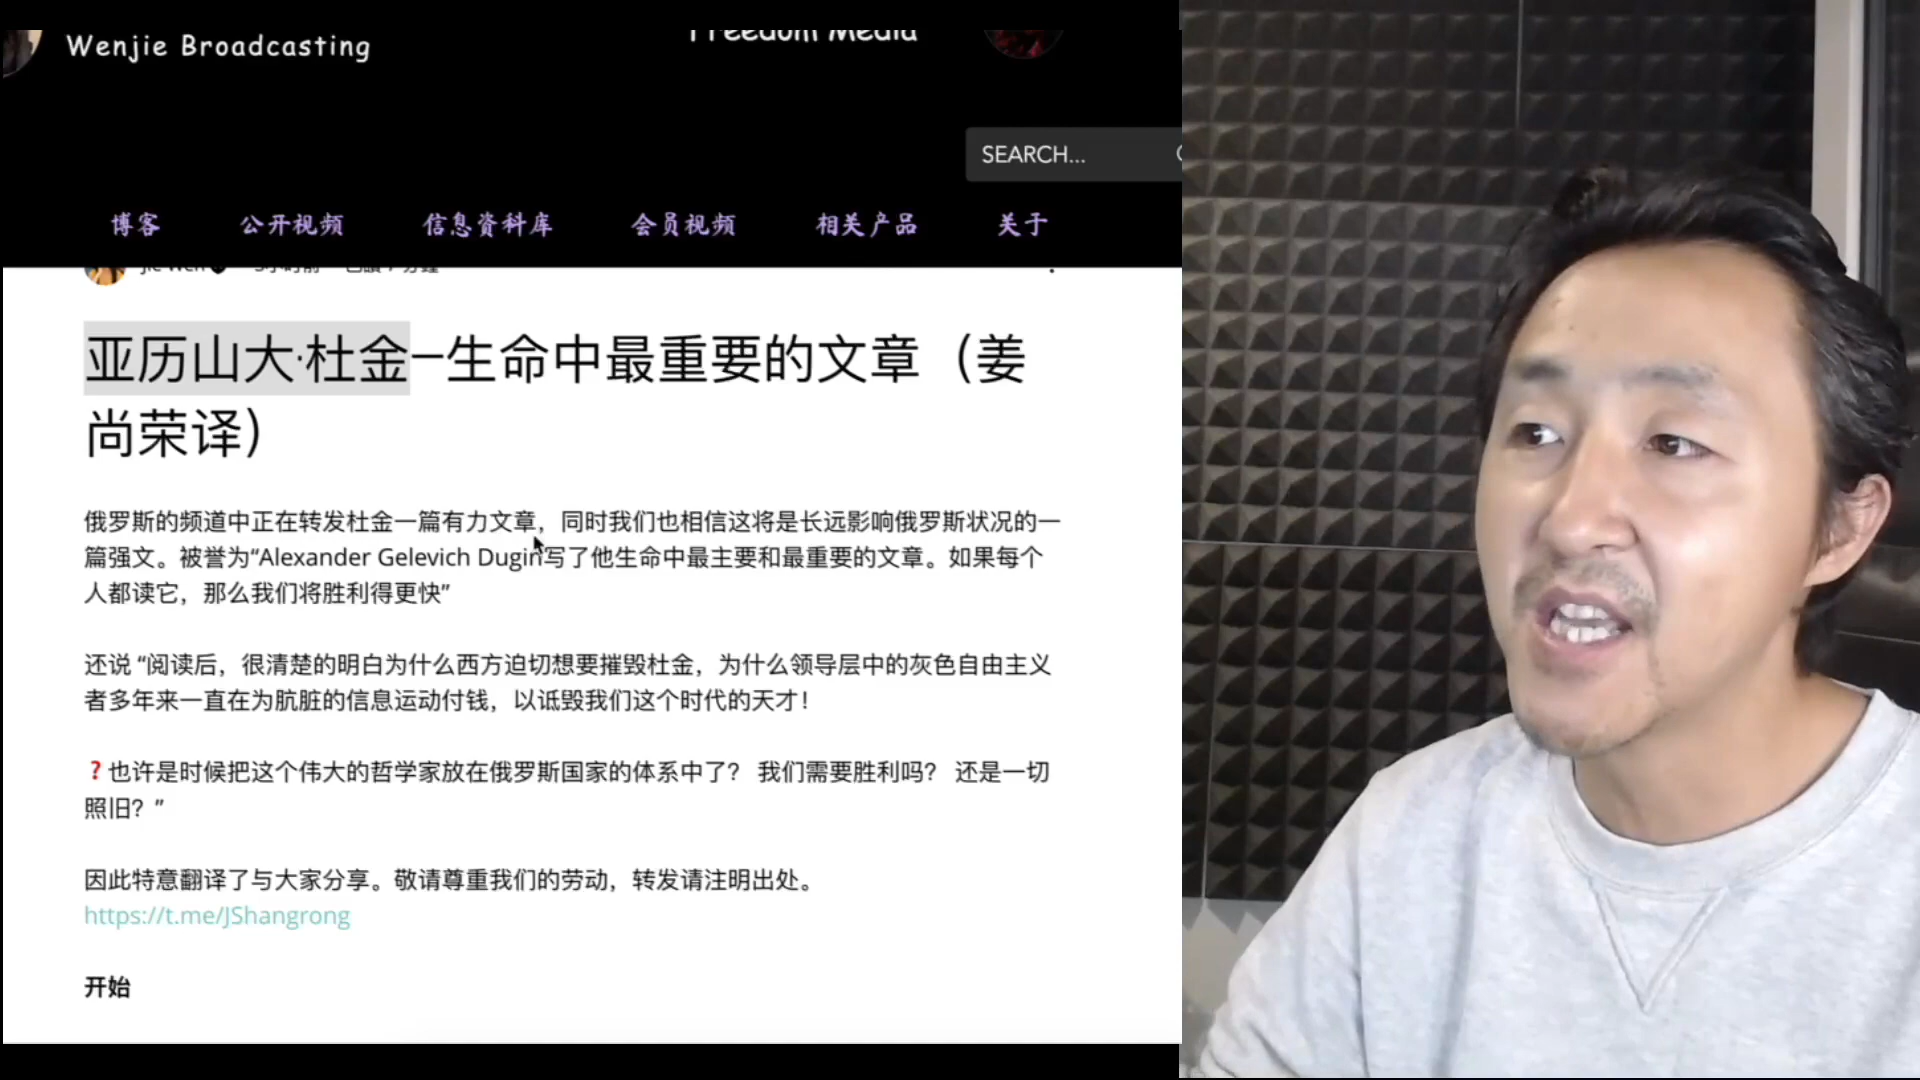 Wenjie Broadcasting
Freedom Media
SEARCH...
博客 公开视频 信息资料库 会员视频 相关产品 关于
亚历山大·杜金—生命中最重要的文章（姜
尚荣译）
俄罗斯的频道中正在转发杜金一篇有力文章，同时我们也相信这将是长远影响俄罗斯状况的一
篇强文。被誉为“Alexander Gelevich Dugin写了他生命中最主要和最重要的文章。如果每个
人都读它，那么我们将胜利得更快”
还说 “阅读后，很清楚的明白为什么西方迫切想要摧毁杜金，为什么领导层中的灰色自由主义
者多年来一直在为肮脏的信息运动付钱，以诋毁我们这个时代的天才！
❓也许是时候把这个伟大的哲学家放在俄罗斯国家的体系中了？ 我们需要胜利吗？ 还是一切
照旧？”
因此特意翻译了与大家分享。敬请尊重我们的劳动，转发请注明出处。
https://t.me/JShangrong
开始